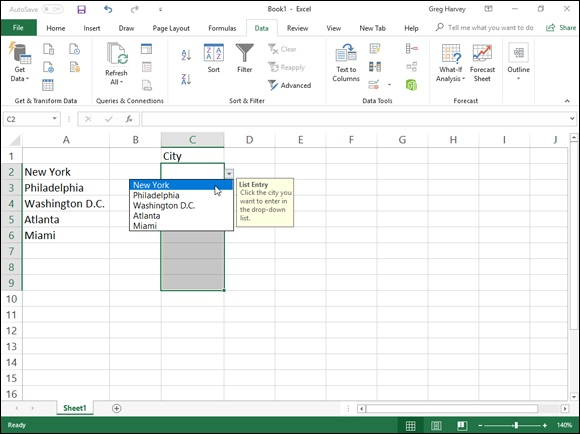 AutoSave Off Book1 - Excel Greg Harvey
File Home Insert Draw Page Layout Formulas Data Review View New Tab Help Tell me what you want to do Share
Get Data
Get & Transform Data
Refresh All
Queries & Connections
Sort
Filter
Clear
Reapply
Advanced
Sort & Filter
Text to Columns
Data Tools
What-If Analysis
Forecast Sheet
Forecast
Outline
C2 fx
A B C D E F G H I J
1 City
2 New York
3 Philadelphia
4 Washington D.C.
5 Atlanta
6 Miami
7
8
9
10
11
12
13
14
15
16
New York
Philadelphia
Washington D.C.
Atlanta
Miami
List Entry
Click the city you
want to enter in
the drop-down
list.
Sheet1
Ready 140%